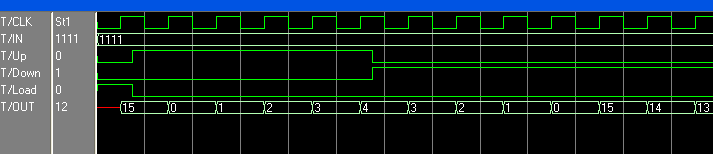 T/CLK St1
T/IN 1111 1111
T/Up 0
T/Down 1
T/Load 0
T/OUT 12 15 0 1 2 3 4 3 2 1 0 15 14 13